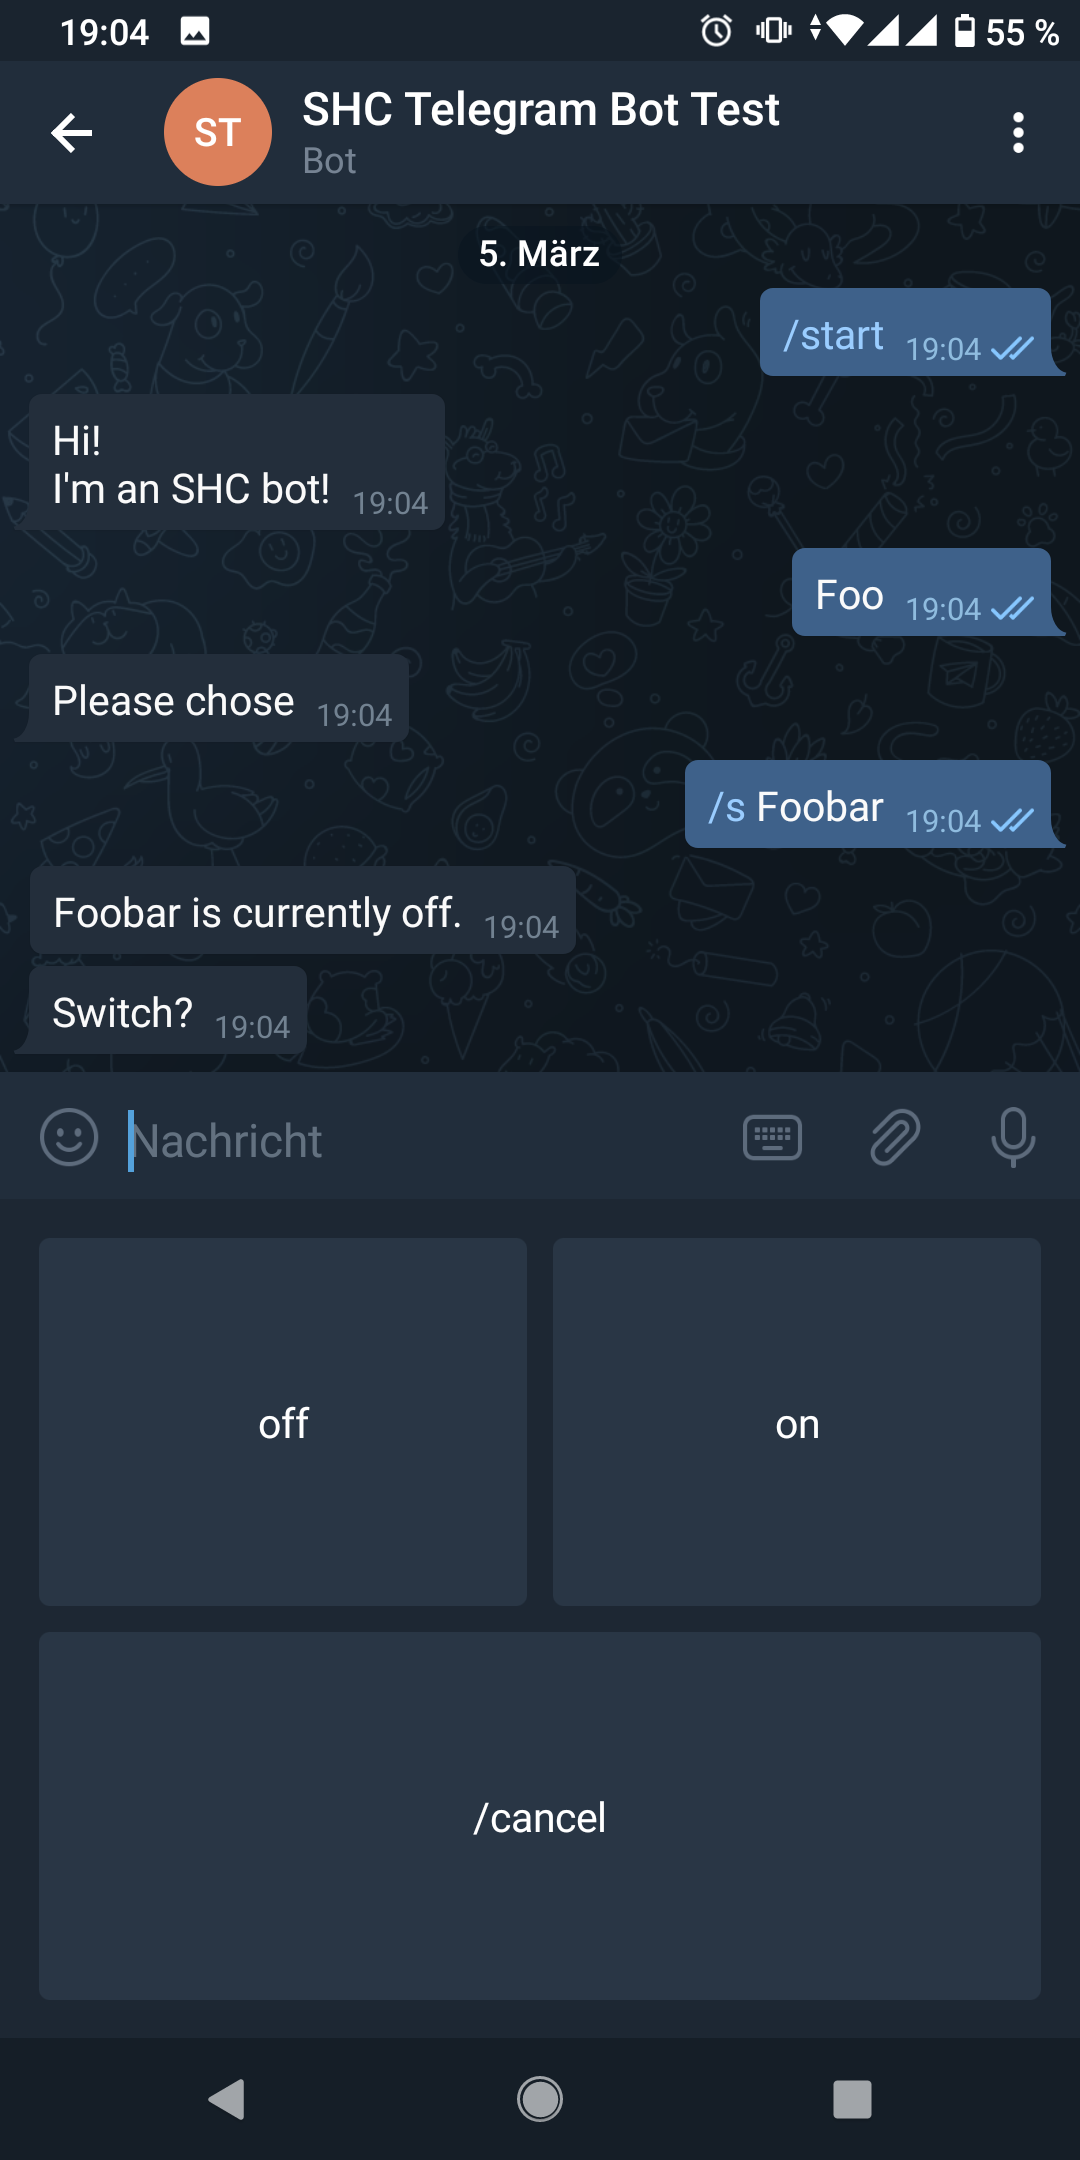 19:04
55 %
ST
SHC Telegram Bot Test
Bot
5. März
/start 19:04
Hi!
I'm an SHC bot! 19:04
Foo 19:04
Please chose 19:04
/s Foobar 19:04
Foobar is currently off. 19:04
Switch? 19:04
Nachricht
off
on
/cancel